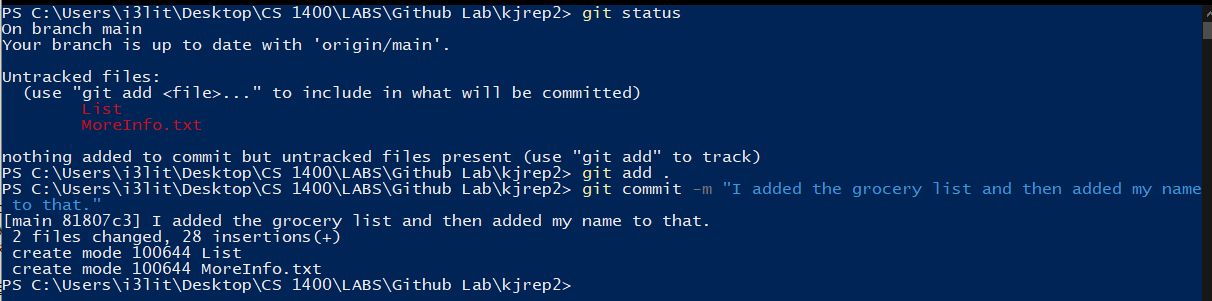 PS C:\Users\i3lit\Desktop\CS 1400\LABS\Github Lab\kjrep2> git status
On branch main
Your branch is up to date with 'origin/main'.
Untracked files:
  (use "git add <file>..." to include in what will be committed)
        List
        MoreInfo.txt
nothing added to commit but untracked files present (use "git add" to track)
PS C:\Users\i3lit\Desktop\CS 1400\LABS\Github Lab\kjrep2> git add .
PS C:\Users\i3lit\Desktop\CS 1400\LABS\Github Lab\kjrep2> git commit -m "I added the grocery list and then added my name
 to that."
[main 81807c3] I added the grocery list and then added my name to that.
 2 files changed, 28 insertions(+)
 create mode 100644 List
 create mode 100644 MoreInfo.txt
PS C:\Users\i3lit\Desktop\CS 1400\LABS\Github Lab\kjrep2>